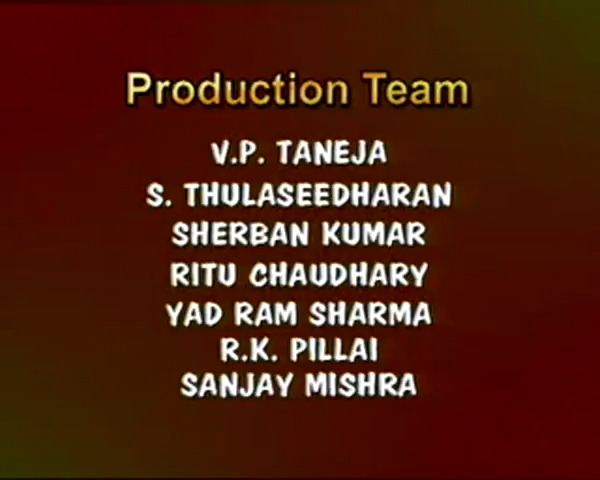 Production Team
V.P. TANEJA
S. THULASEEDHARAN
SHERBAN KUMAR
RITU CHAUDHARY
YAD RAM SHARMA
R.K. PILLAI
SANJAY MISHRA